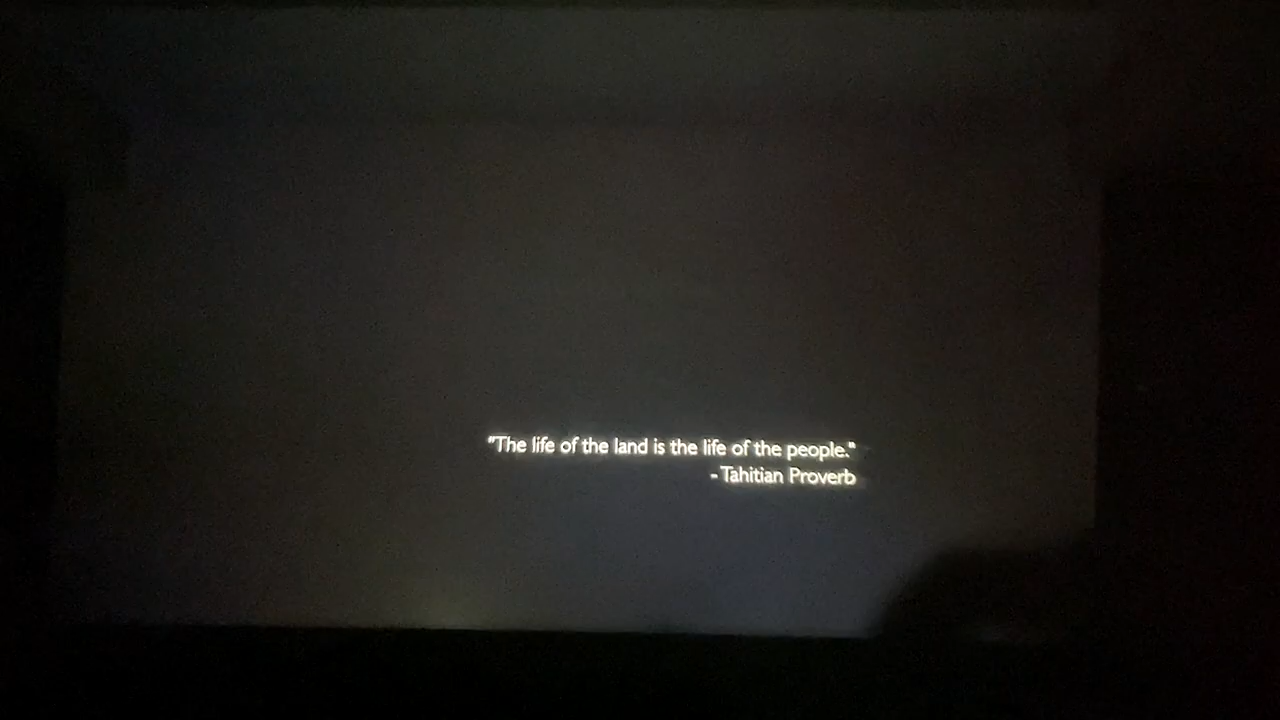 "The life of the land is the life of the people."
- Tahitian Proverb